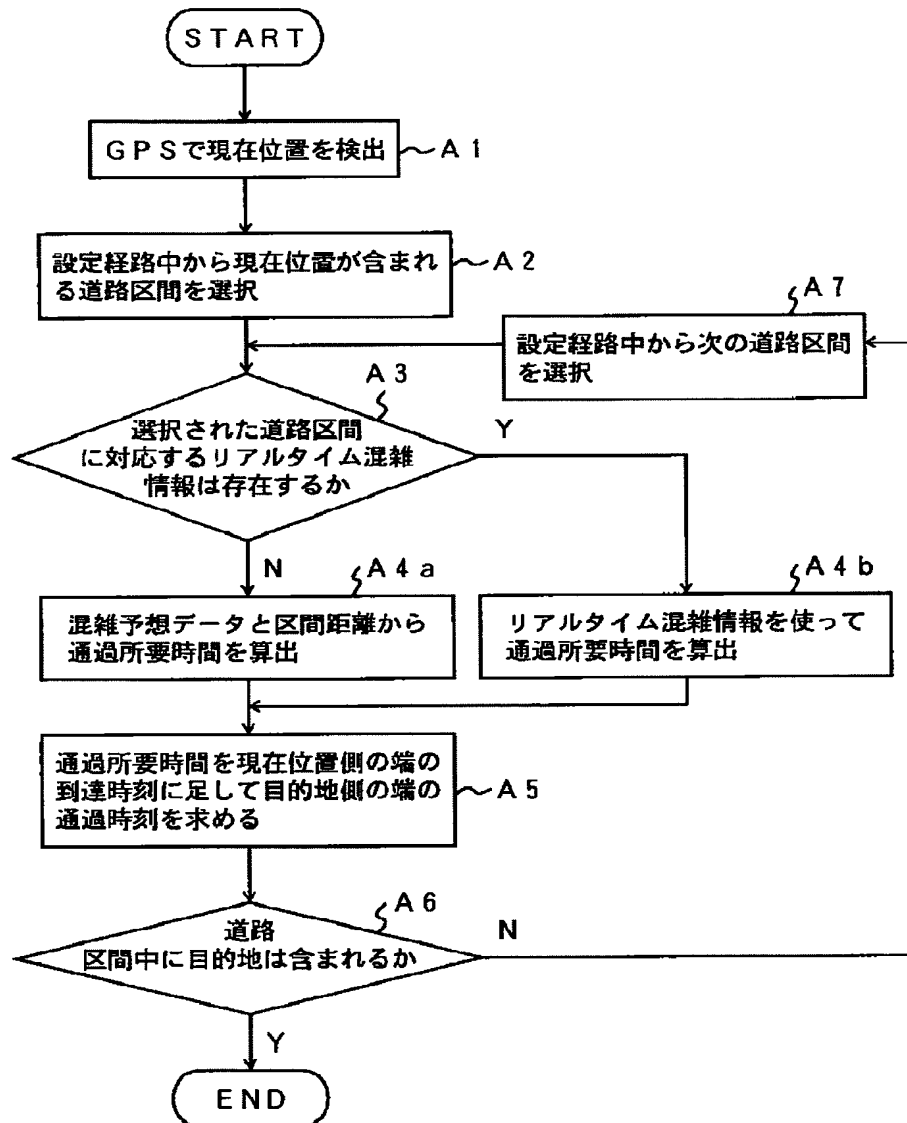 START
GPSで現在位置を検出
A1
設定経路中から現在位置が含まれ
る道路区間を選択
A2
A7
設定経路中から次の道路区間
を選択
A3
選択された道路区間
に対応するリアルタイム混雑
情報は存在するか
Y
N
A4a
混雑予想データと区間距離から
通過所要時間を算出
A4b
リアルタイム混雑情報を使って
通過所要時間を算出
通過所要時間を現在位置側の端の
到達時刻に足して目的地側の端の
通過時刻を求める
A5
A6
道路
区間中に目的地は含まれるか
N
Y
END